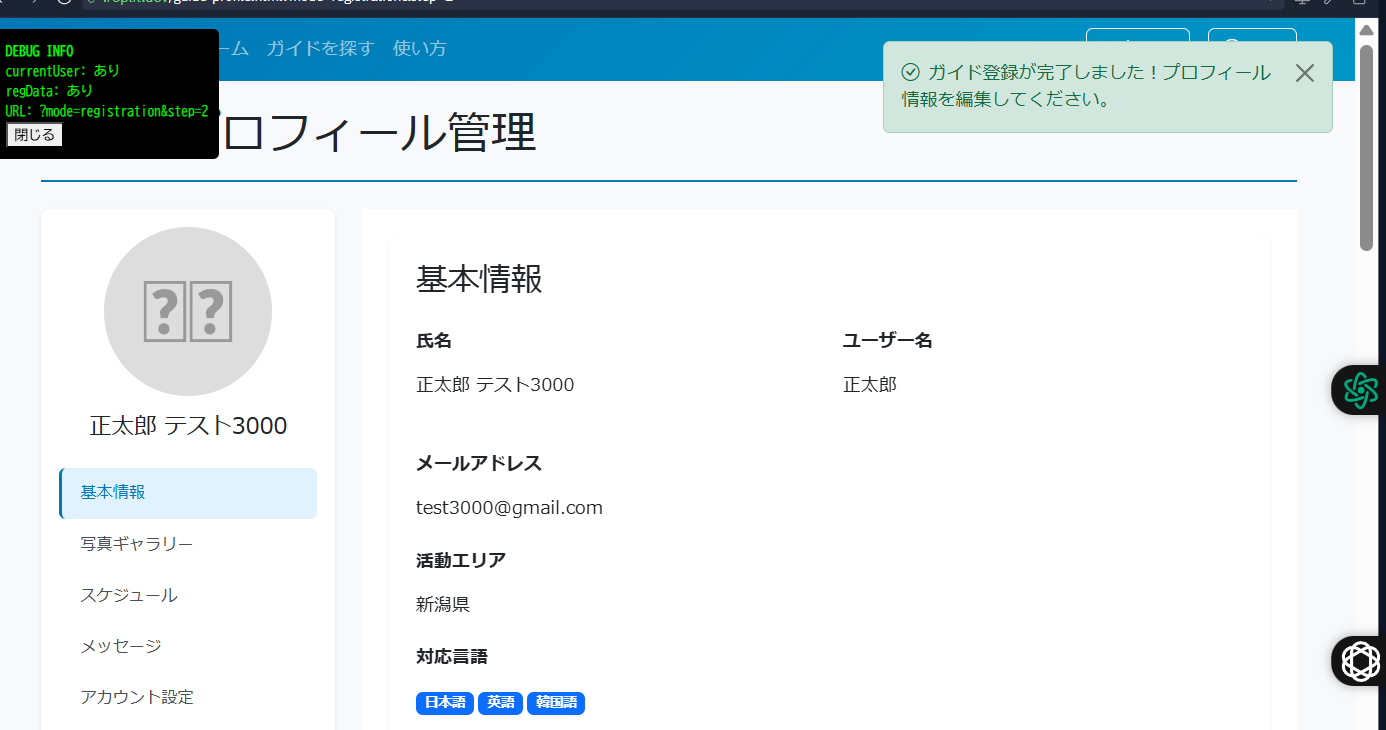 DEBUG INFO
currentUser: あり
regData: あり
URL: ?mode=registration&step=2
閉じる
ーム ガイドを探す 使い方
ガイド登録が完了しました！プロフィール
情報を編集してください。
ロフィール管理
正太郎 テスト3000
基本情報
写真ギャラリー
スケジュール
メッセージ
アカウント設定
基本情報
氏名
正太郎 テスト3000
ユーザー名
正太郎
メールアドレス
test3000@gmail.com
活動エリア
新潟県
対応言語
日本語 英語 韓国語